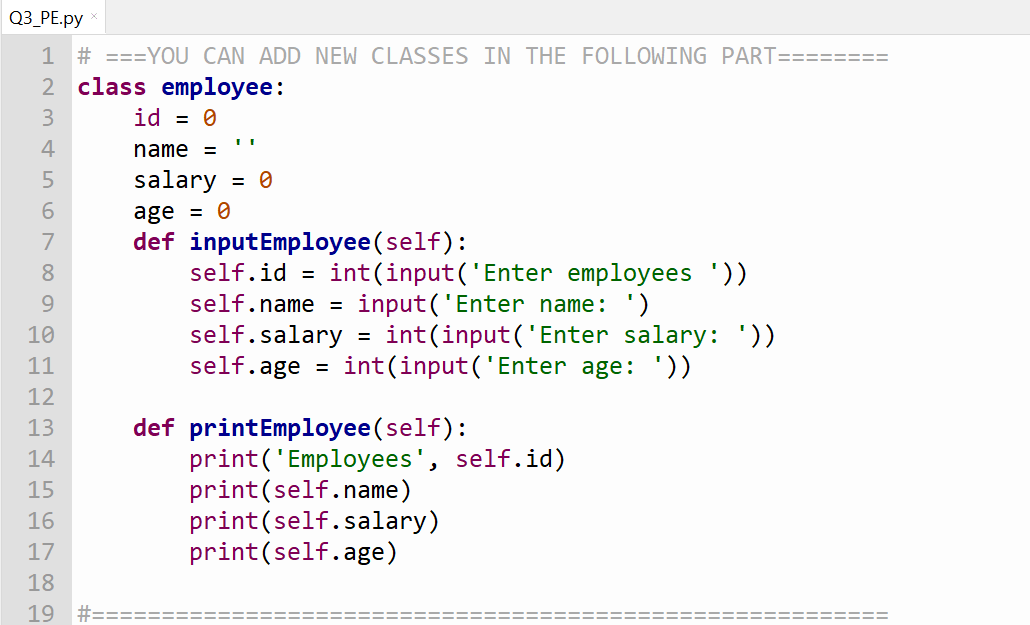 Q3_PE.py ×
1 # ===YOU CAN ADD NEW CLASSES IN THE FOLLOWING PART========
2 class employee:
3     id = 0
4     name = ''
5     salary = 0
6     age = 0
7     def inputEmployee(self):
8         self.id = int(input('Enter employees '))
9         self.name = input('Enter name: ')
10         self.salary = int(input('Enter salary: '))
11         self.age = int(input('Enter age: '))
12
13     def printEmployee(self):
14         print('Employees', self.id)
15         print(self.name)
16         print(self.salary)
17         print(self.age)
18
19 #=========================================================